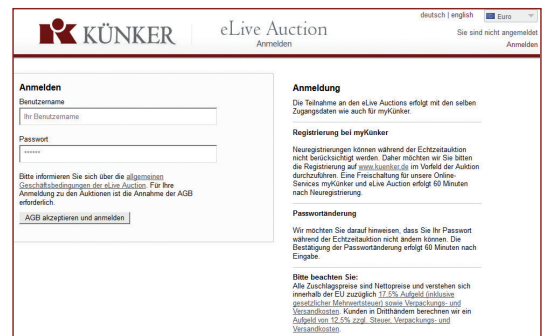 deutsch | english
Euro
KÜNKER
eLive Auction
Anmelden
Sie sind nicht angemeldet
Anmelden
Anmelden
Benutzername
Ihr Benutzername
Passwort
••••••
Bitte informieren Sie sich über die allgemeinen
Geschäftsbedingungen der eLive Auction. Für Ihre
Anmeldung zu den Auktionen ist die Annahme der AGB
erforderlich.
AGB akzeptieren und anmelden
Anmeldung
Die Teilnahme an den eLive Auctions erfolgt mit den selben
Zugangsdaten wie auch für myKünker.
Registrierung bei myKünker
Neuregistrierungen können während der Echtzeitauktion
nicht berücksichtigt werden. Daher möchten wir Sie bitten
die Registrierung auf www.kuenker.de im Vorfeld der Auktion
durchzuführen. Eine Freischaltung für unsere Online-
Services myKünker und eLive Auction erfolgt 60 Minuten
nach Neuregistrierung.
Passwortänderung
Wir möchten Sie darauf hinweisen, dass Sie Ihr Passwort
während der Echtzeitauktion nicht ändern können. Die
Bestätigung der Passwortänderung erfolgt 60 Minuten nach
Eingabe.
Bitte beachten Sie:
Alle Zuschlagspreise sind Nettopreise und verstehen sich
innerhalb der EU zuzüglich 17.5% Aufgeld (inklusive
gesetzlicher Mehrwertsteuer) sowie Verpackungs- und
Versandkosten. Kunden in Drittländern berechnen wir ein
Aufgeld von 12.5% zzgl. Steuer, Verpackungs- und
Versandkosten.